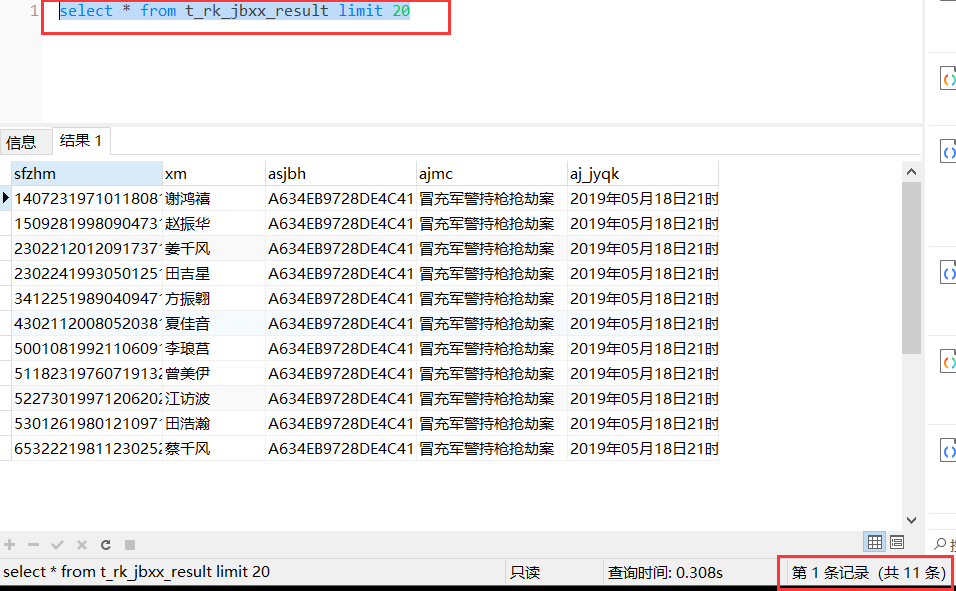 1 select * from t_rk_jbxx_result limit 20
信息 结果 1
sfzhm xm asjbh ajmc aj_jyqk
14072319710118081 谢鸿禧 A634EB9728DE4C41 冒充军警持枪抢劫案 2019年05月18日21时
1509281998090473 赵振华 A634EB9728DE4C41 冒充军警持枪抢劫案 2019年05月18日21时
2302212012091737 姜千风 A634EB9728DE4C41 冒充军警持枪抢劫案 2019年05月18日21时
2302241993050125 田吉星 A634EB9728DE4C41 冒充军警持枪抢劫案 2019年05月18日21时
3412251989040947 方振翱 A634EB9728DE4C41 冒充军警持枪抢劫案 2019年05月18日21时
4302112008052038 夏佳音 A634EB9728DE4C41 冒充军警持枪抢劫案 2019年05月18日21时
5001081992110609 李琅莒 A634EB9728DE4C41 冒充军警持枪抢劫案 2019年05月18日21时
5118231976071913 曾美伊 A634EB9728DE4C41 冒充军警持枪抢劫案 2019年05月18日21时
5227301997120620 江访波 A634EB9728DE4C41 冒充军警持枪抢劫案 2019年05月18日21时
5301261980121097 田浩瀚 A634EB9728DE4C41 冒充军警持枪抢劫案 2019年05月18日21时
6532221981123025 蔡千风 A634EB9728DE4C41 冒充军警持枪抢劫案 2019年05月18日21时
select * from t_rk_jbxx_result limit 20 只读 查询时间: 0.308s 第 1 条记录 (共 11 条)